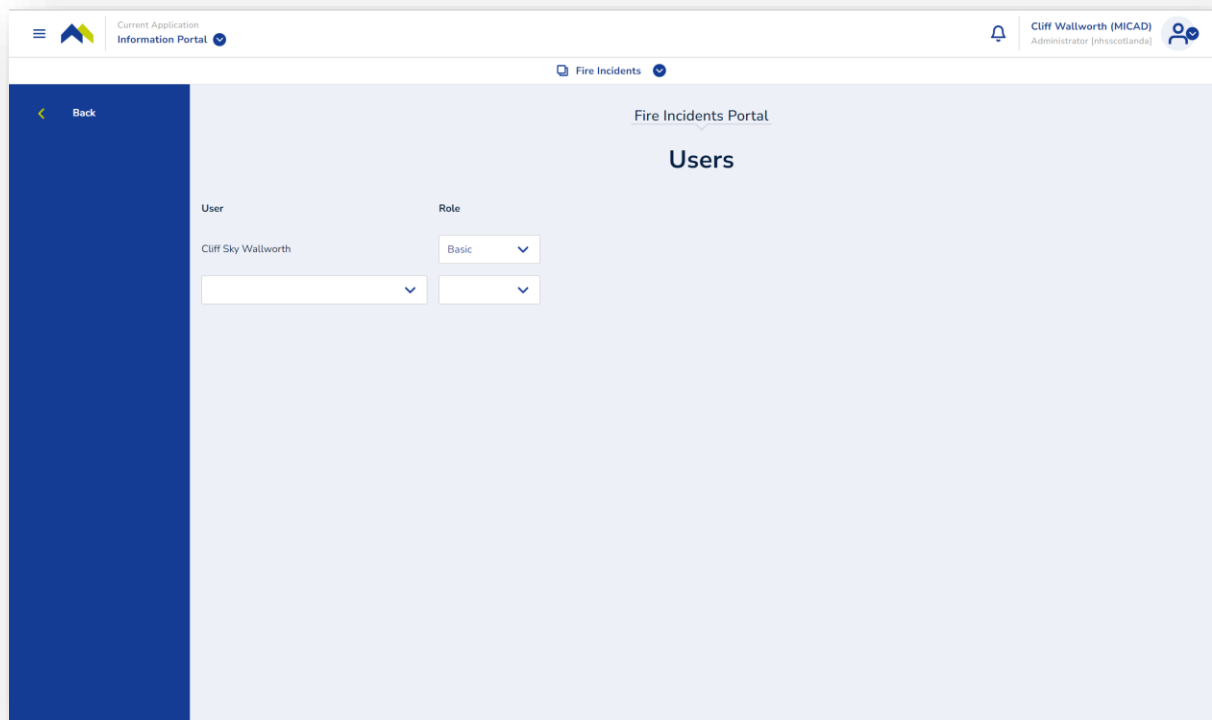 Current Application
Information Portal
Cliff Wallworth (MICAD)
Administrator [nhsscotlanda]
Fire Incidents
Back
Fire Incidents Portal
Users
User Role
Cliff Sky Wallworth Basic